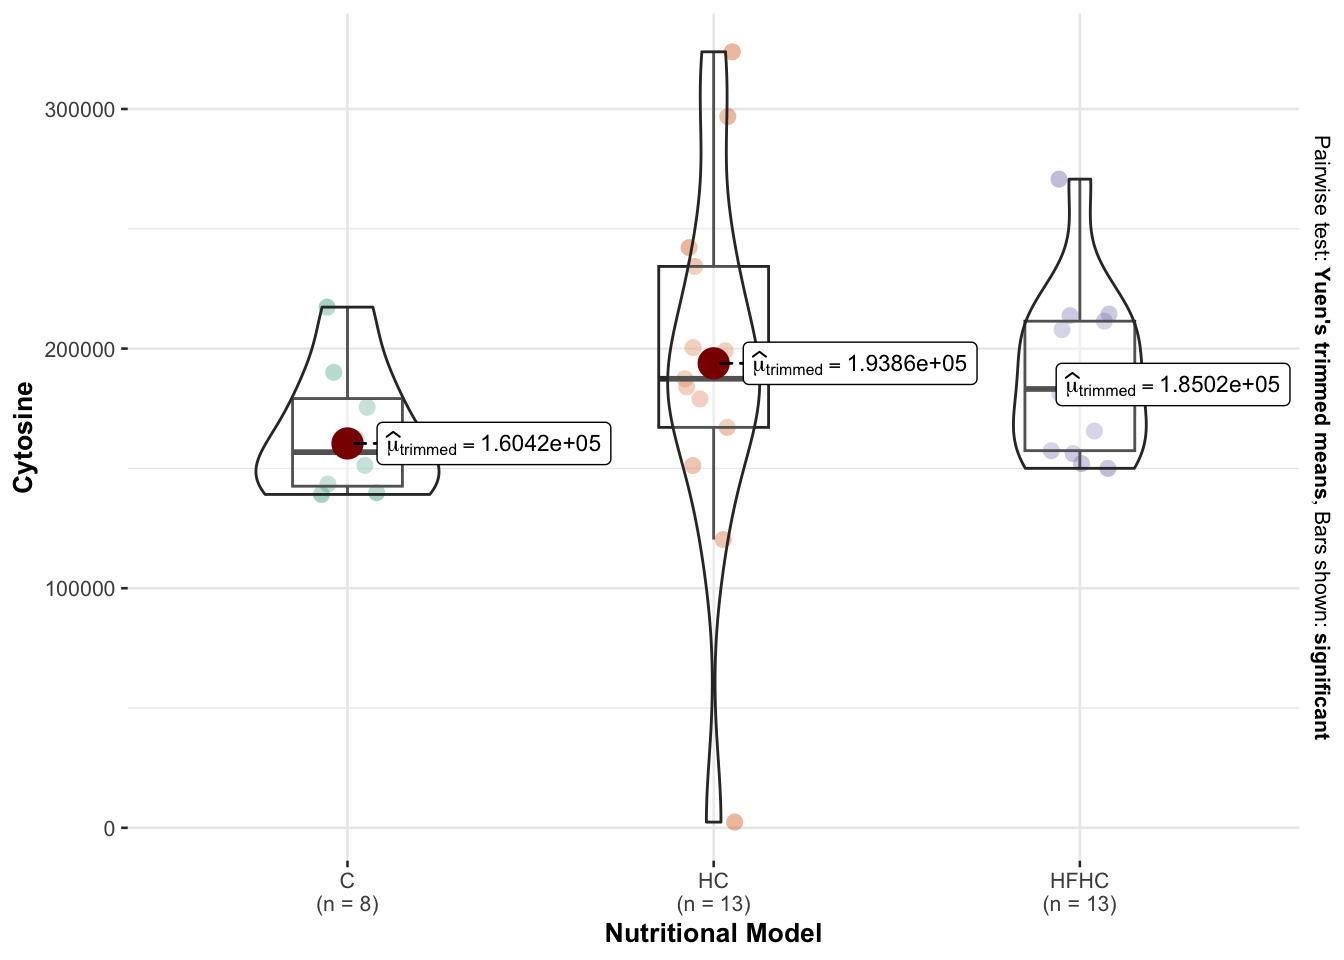 300000
200000
100000
0
Cytosine
μ̂trimmed = 1.6042e+05
μ̂trimmed = 1.9386e+05
μ̂trimmed = 1.8502e+05
C
(n = 8)
HC
(n = 13)
HFHC
(n = 13)
Nutritional Model
Pairwise test: Yuen's trimmed means, Bars shown: significant